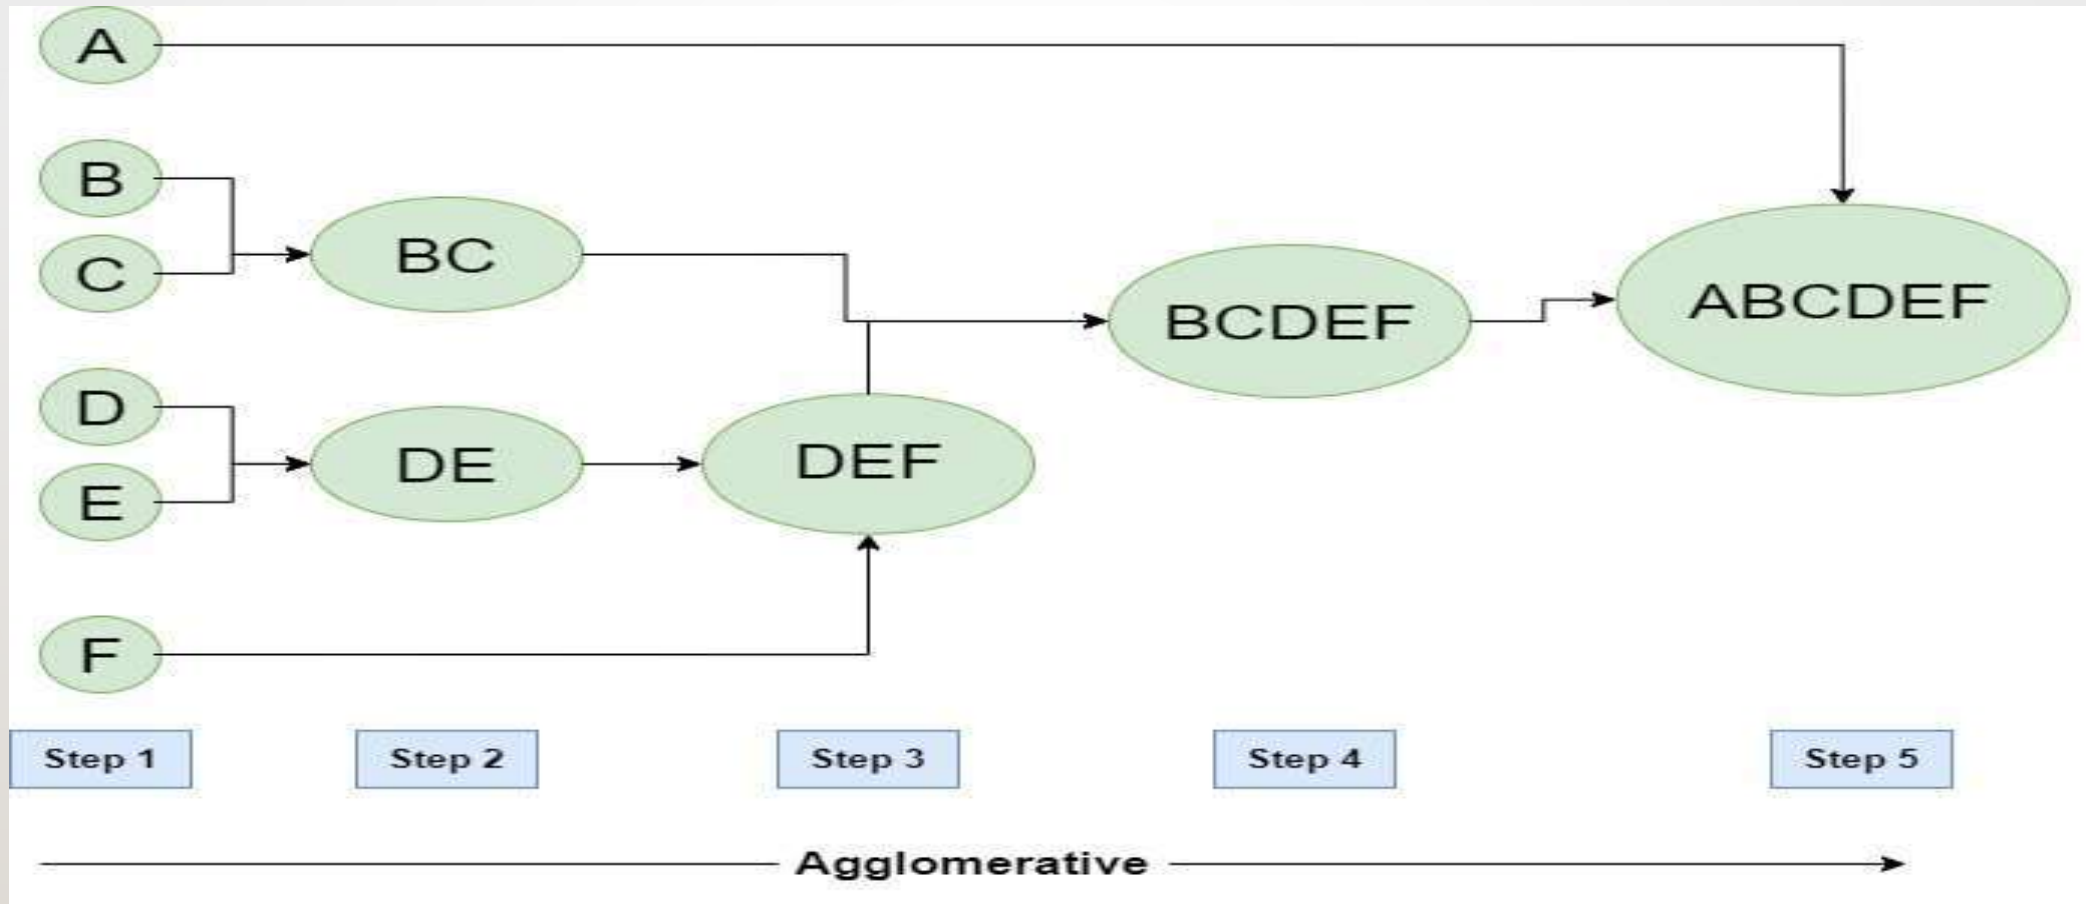 A
B
C
BC
D
E
DE
F
DEF
BCDEF
ABCDEF
Step 1
Step 2
Step 3
Step 4
Step 5
Agglomerative